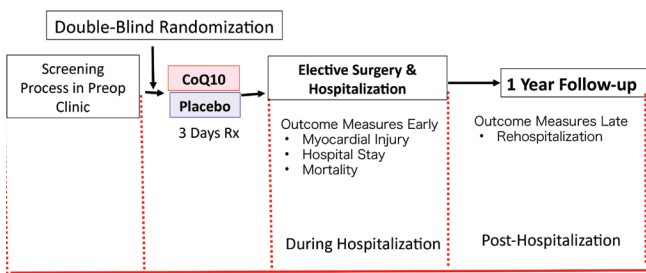 Double-Blind Randomization
Screening
Process in Preop
Clinic
CoQ10
Placebo
3 Days Rx
Elective Surgery &
Hospitalization
Outcome Measures Early
• Myocardial Injury
• Hospital Stay
• Mortality
During Hospitalization
1 Year Follow-up
Outcome Measures Late
• Rehospitalization
Post-Hospitalization